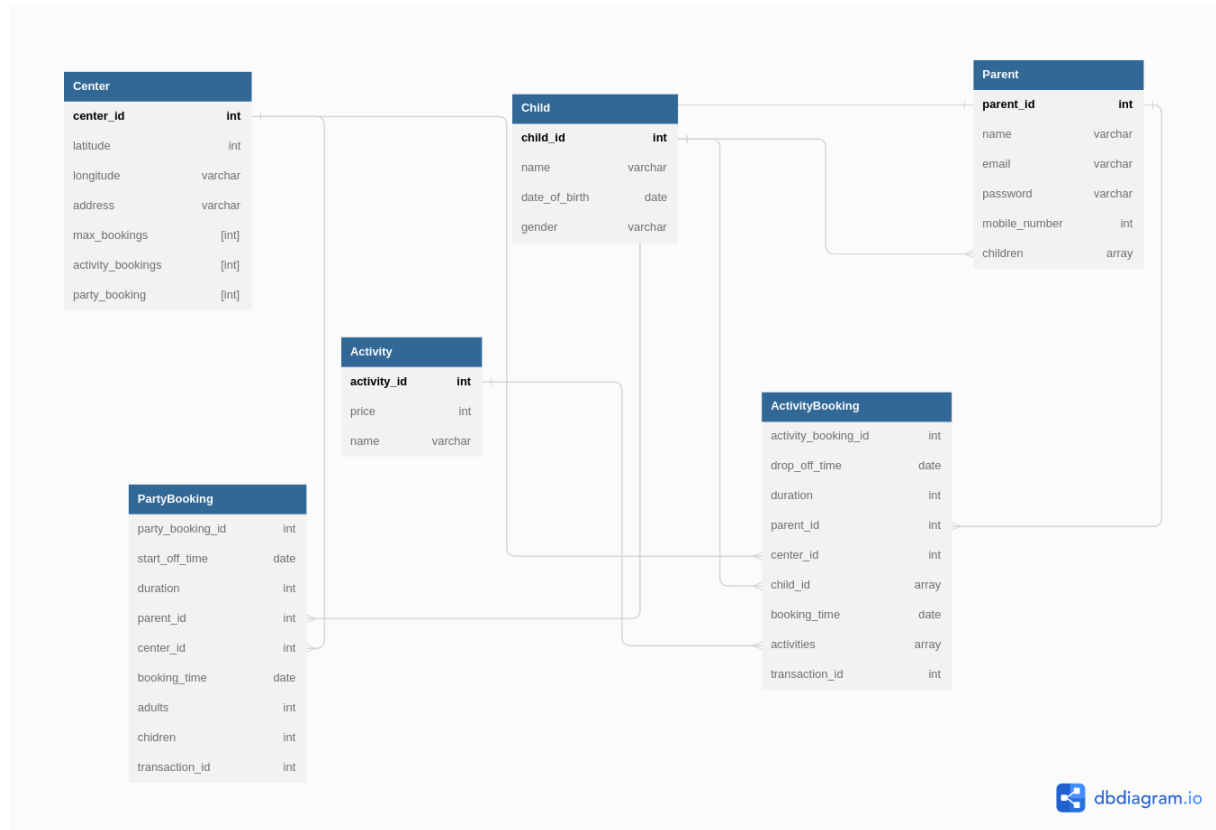 Center
center_id int
latitude int
longitude varchar
address varchar
max_bookings [int]
activity_bookings [int]
party_booking [int]
Child
child_id int
name varchar
date_of_birth date
gender varchar
Parent
parent_id int
name varchar
email varchar
password varchar
mobile_number int
children array
Activity
activity_id int
price int
name varchar
ActivityBooking
activity_booking_id int
drop_off_time date
duration int
parent_id int
center_id int
child_id array
booking_time date
activities array
transaction_id int
PartyBooking
party_booking_id int
start_off_time date
duration int
parent_id int
center_id int
booking_time date
adults int
chidren int
transaction_id int
dbdiagram.io